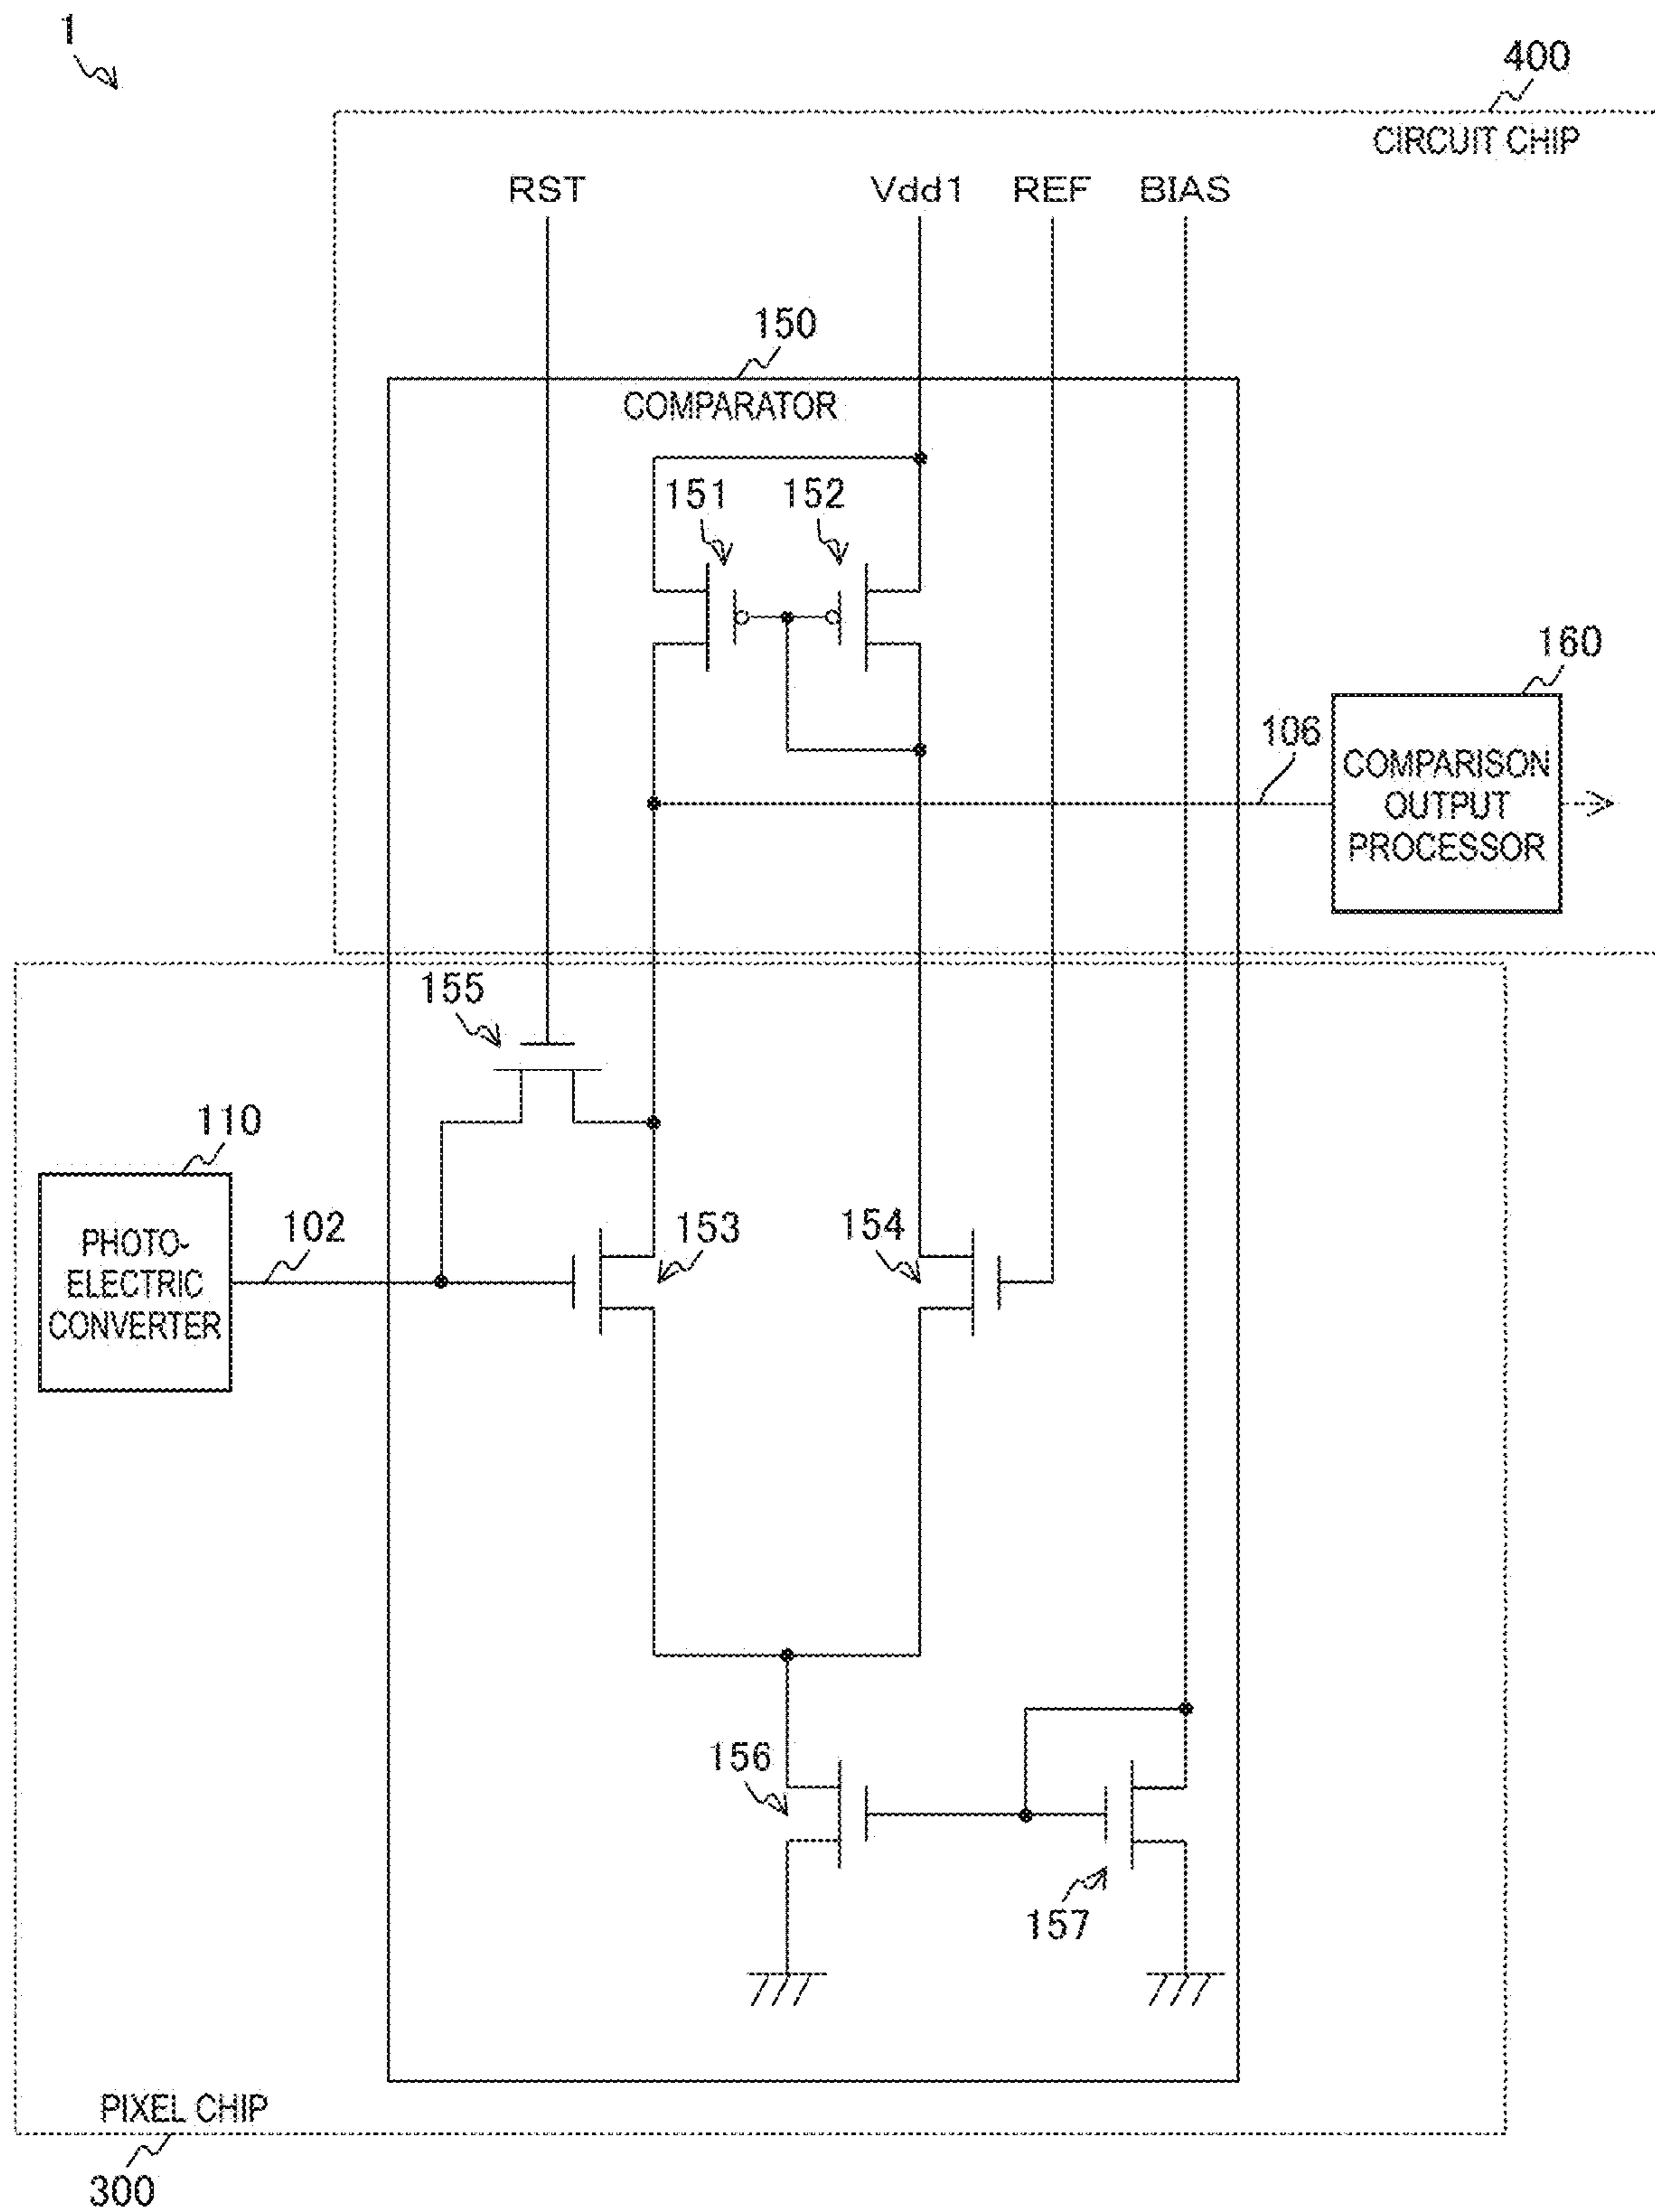 1
400
CIRCUIT CHIP
RST
Vdd1
REF
BIAS
150
COMPARATOR
151
152
160
106
COMPARISON
OUTPUT
PROCESSOR
155
110
102
PHOTO-
ELECTRIC
CONVERTER
153
154
156
157
PIXEL CHIP
300